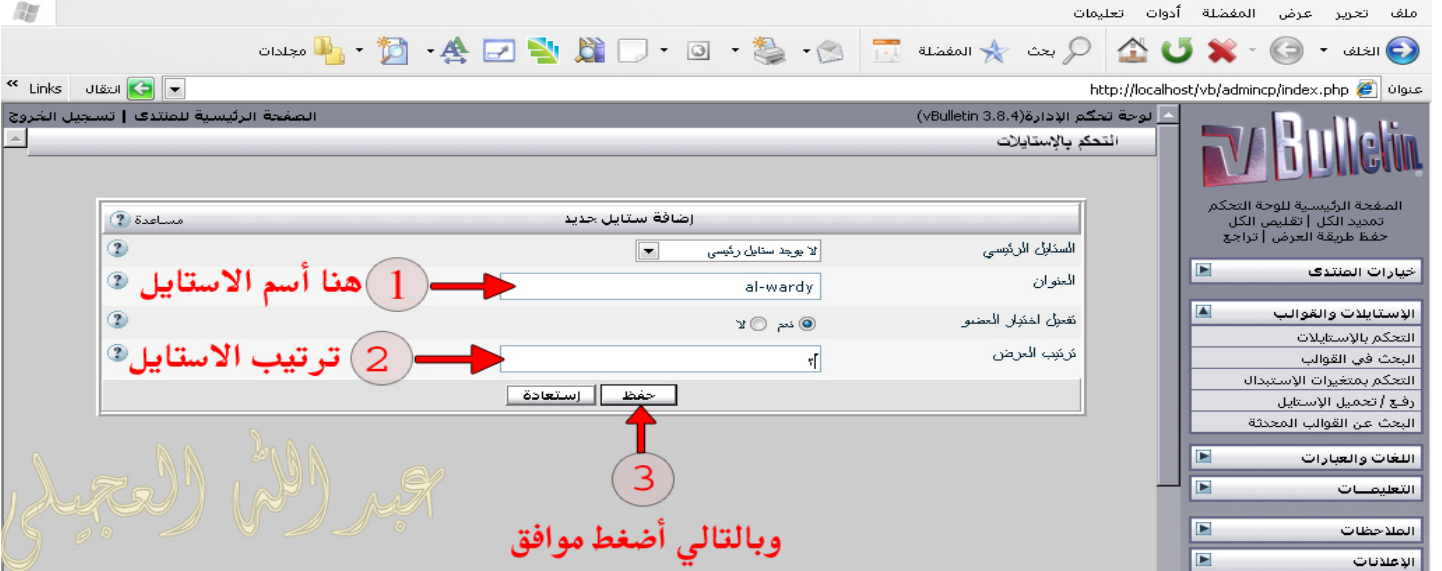 ملف تحرير عرض المفضلة أدوات تعليمات
الخلف بحث المفضلة مجلدات
عنوان http://localhost/vb/admincp/index.php انتقال Links »
لوحة تحكم الإدارة(vBulletin 3.8.4) الصفحة الرئيسية للمنتدى | تسجيل الخروج
التحكم بالإستايلات
vBulletin
الصفحة الرئيسية للوحة التحكم
تمديد الكل | تقليص الكل
حفظ طريقة العرض | تراجع
خيارات المنتدى
الإستايلات والقوالب
التحكم بالإستايلات
البحث في القوالب
التحكم بمتغيرات الإستبدال
رفع / تحميل الإستايل
البحث عن القوالب المحدثة
اللغات والعبارات
التعليمـــات
الملاحظات
الإعلانات
إضافة ستايل جديد مساعدة
الستايل الرئيسي لا يوجد ستايل رئيسي
العنوان al-wardy 1 هنا أسم الاستايل
تفعيل اختيار العضو نعم لا
ترتيب العرض ٢ 2 ترتيب الاستايل
حفظ إستعادة
3
وبالتالي أضغط موافق
عبد الله العجيلي